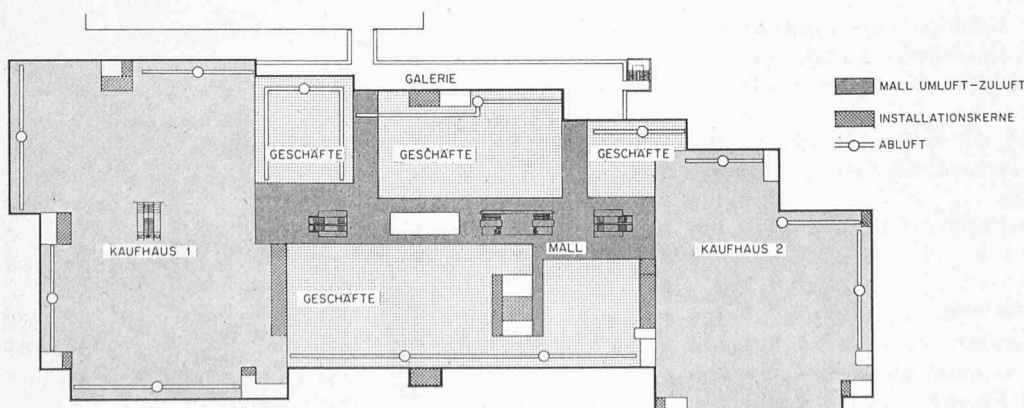 GALERIE
MALL UMLUFT-ZULUFT
INSTALLATIONSKERNE
ABLUFT
GESCHÄFTE
GESCHÄFTE
GESCHÄFTE
KAUFHAUS 1
MALL
KAUFHAUS 2
GESCHÄFTE